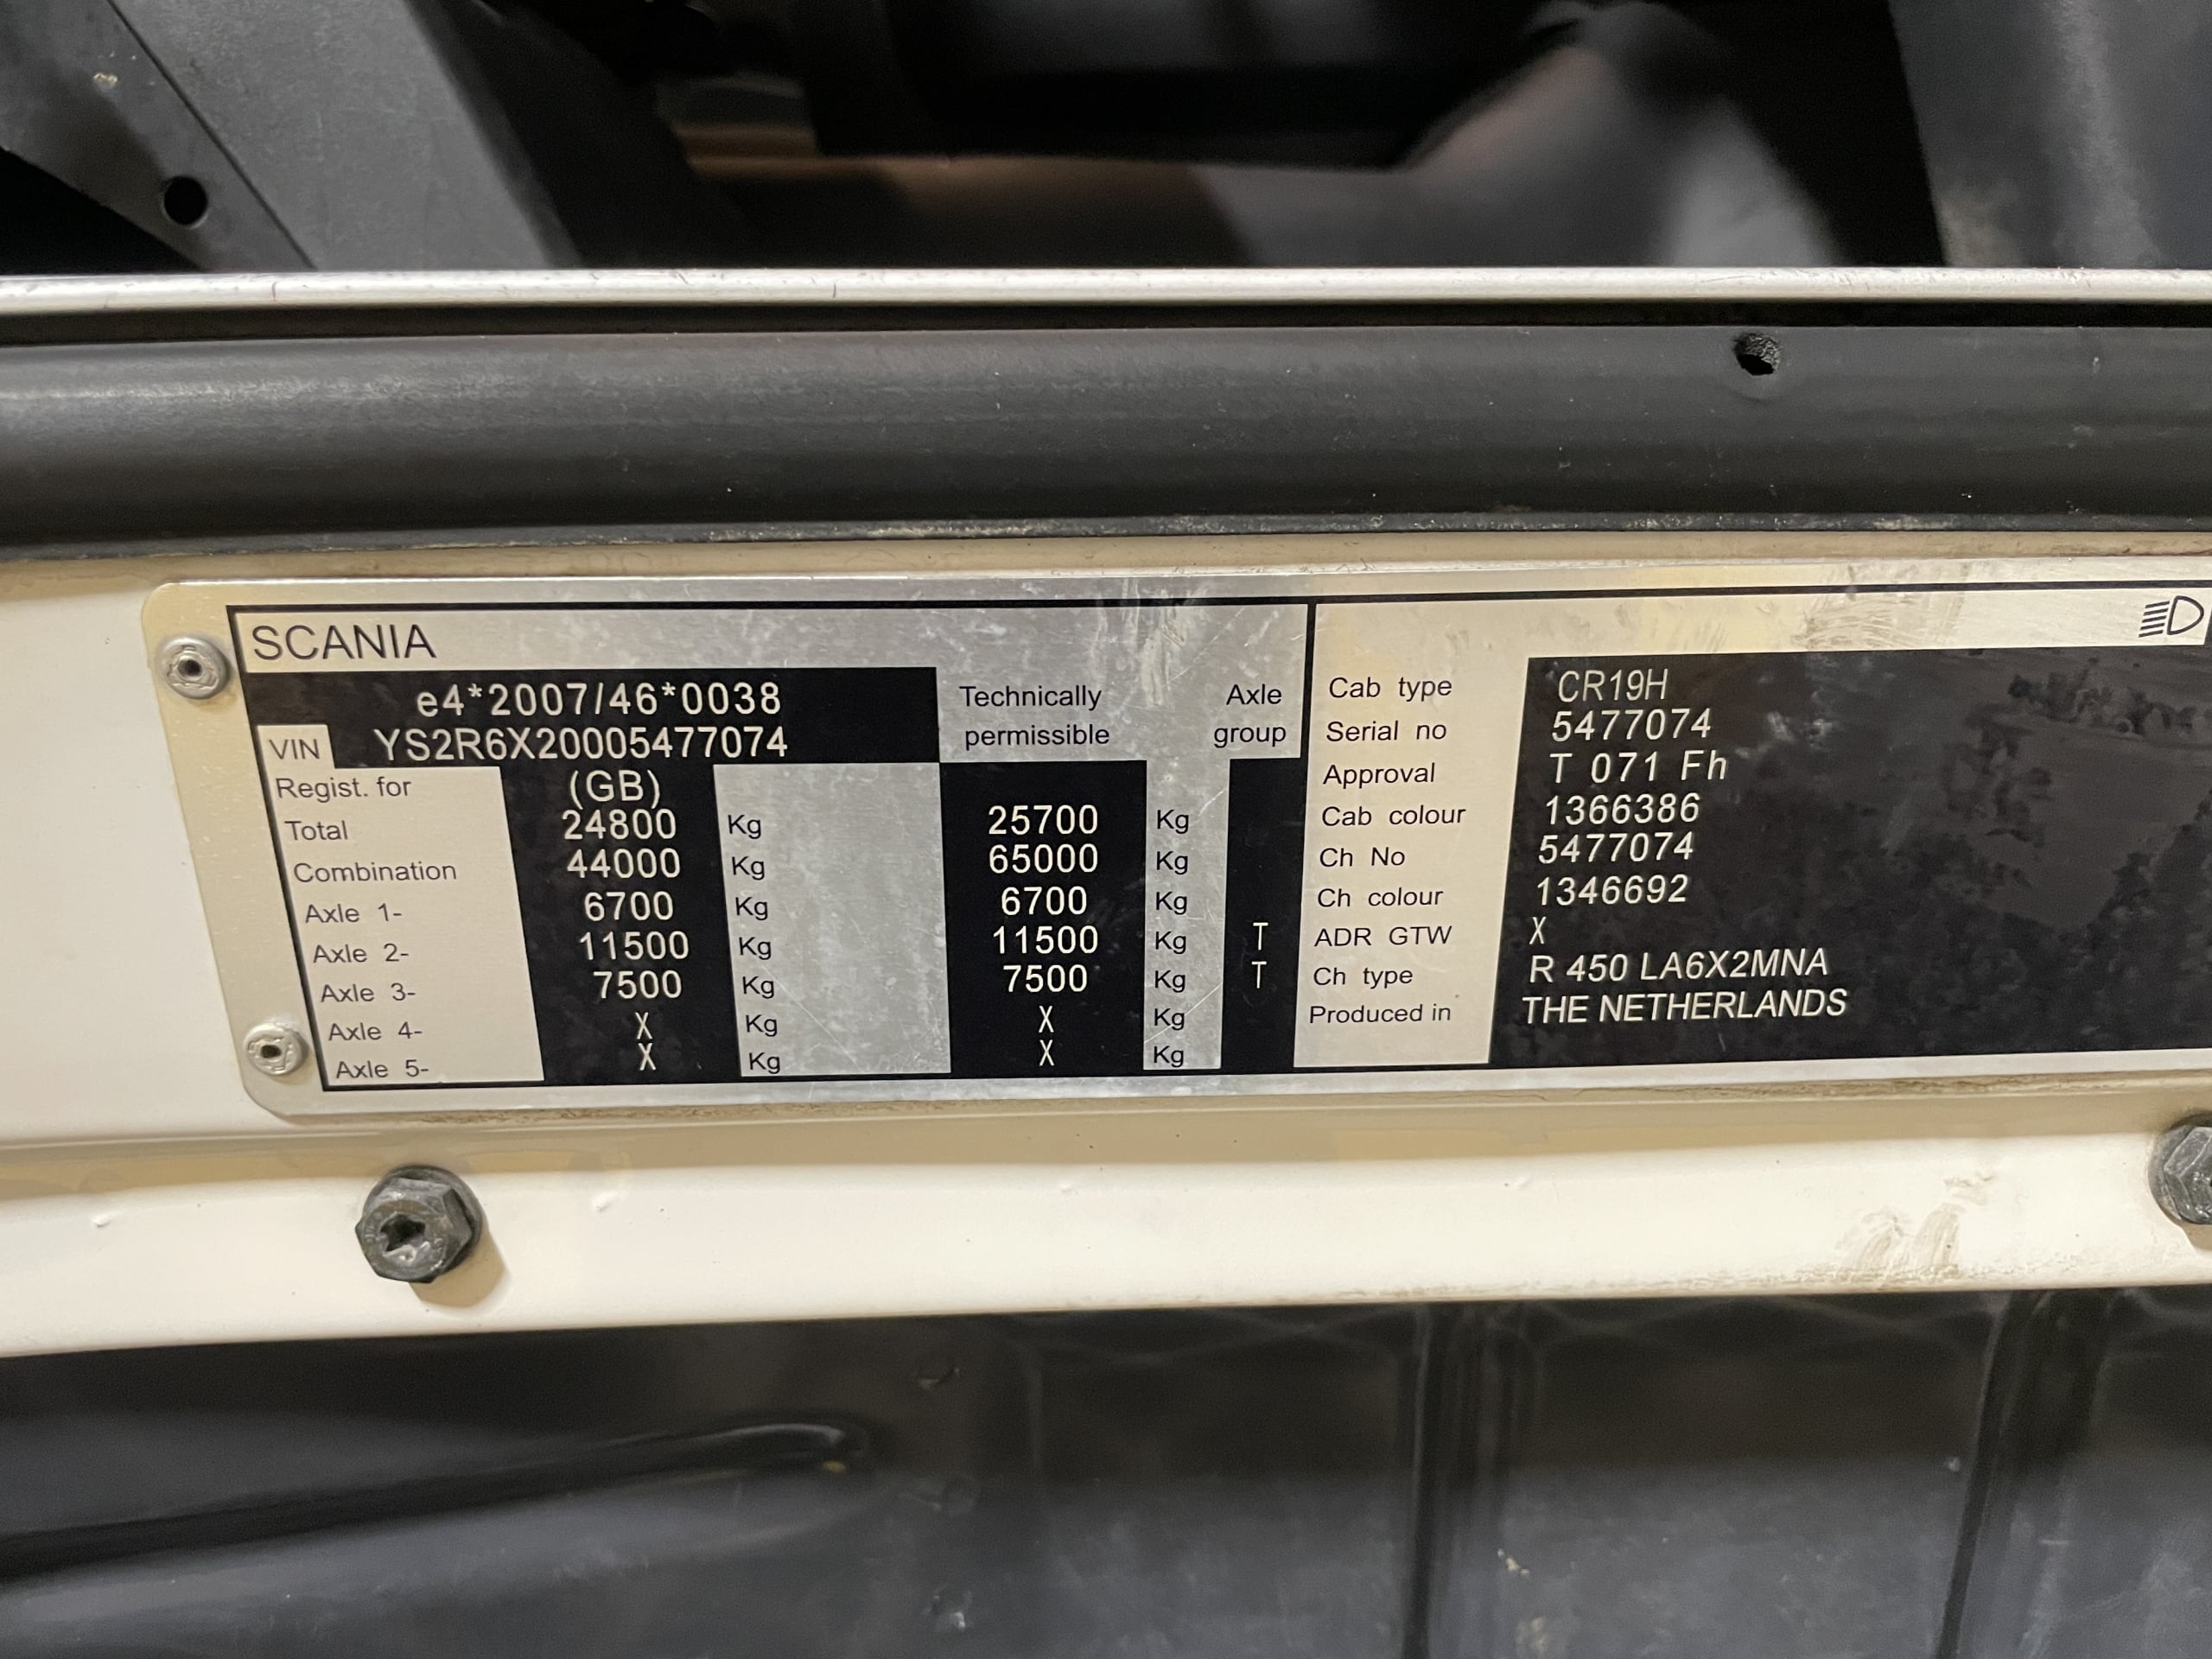 SCANIA
e4*2007/46*0038 Technically Axle
VIN YS2R6X20005477074 permissible group
Regist. for (GB)
Total 24800 Kg 25700 Kg
Combination 44000 Kg 65000 Kg
Axle 1- 6700 Kg 6700 Kg
Axle 2- 11500 Kg 11500 Kg T
Axle 3- 7500 Kg 7500 Kg T
Axle 4- X Kg X Kg
Axle 5- X Kg X Kg
Cab type CR19H
Serial no 5477074
Approval T 071 Fh
Cab colour 1366386
Ch No 5477074
Ch colour 1346692
ADR GTW X
Ch type R 450 LA6X2MNA
Produced in THE NETHERLANDS